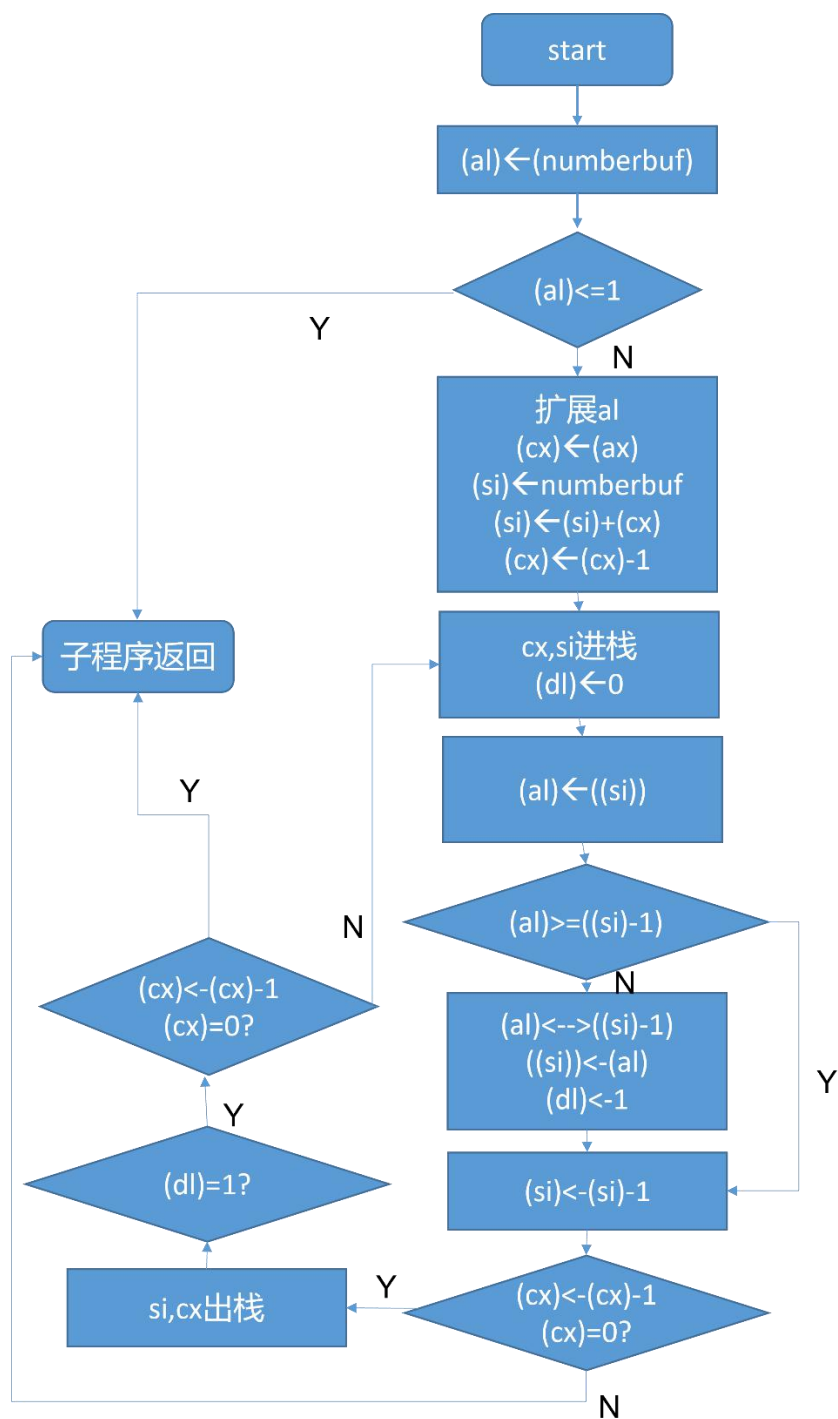 start
(al)←(numberbuf)
(al)<=1
Y
N
扩展al
(cx)←(ax)
(si)←numberbuf
(si)←(si)+(cx)
(cx)←(cx)-1
子程序返回
cx,si进栈
(dl)←0
Y
(al)←((si))
N
(al)>=((si)-1)
N
(cx)<-(cx)-1
(cx)=0?
(al)<-->((si)-1)
((si))<-(al)
(dl)<-1
Y
Y
(dl)=1?
(si)<-(si)-1
si,cx出栈
Y
(cx)<-(cx)-1
(cx)=0?
N